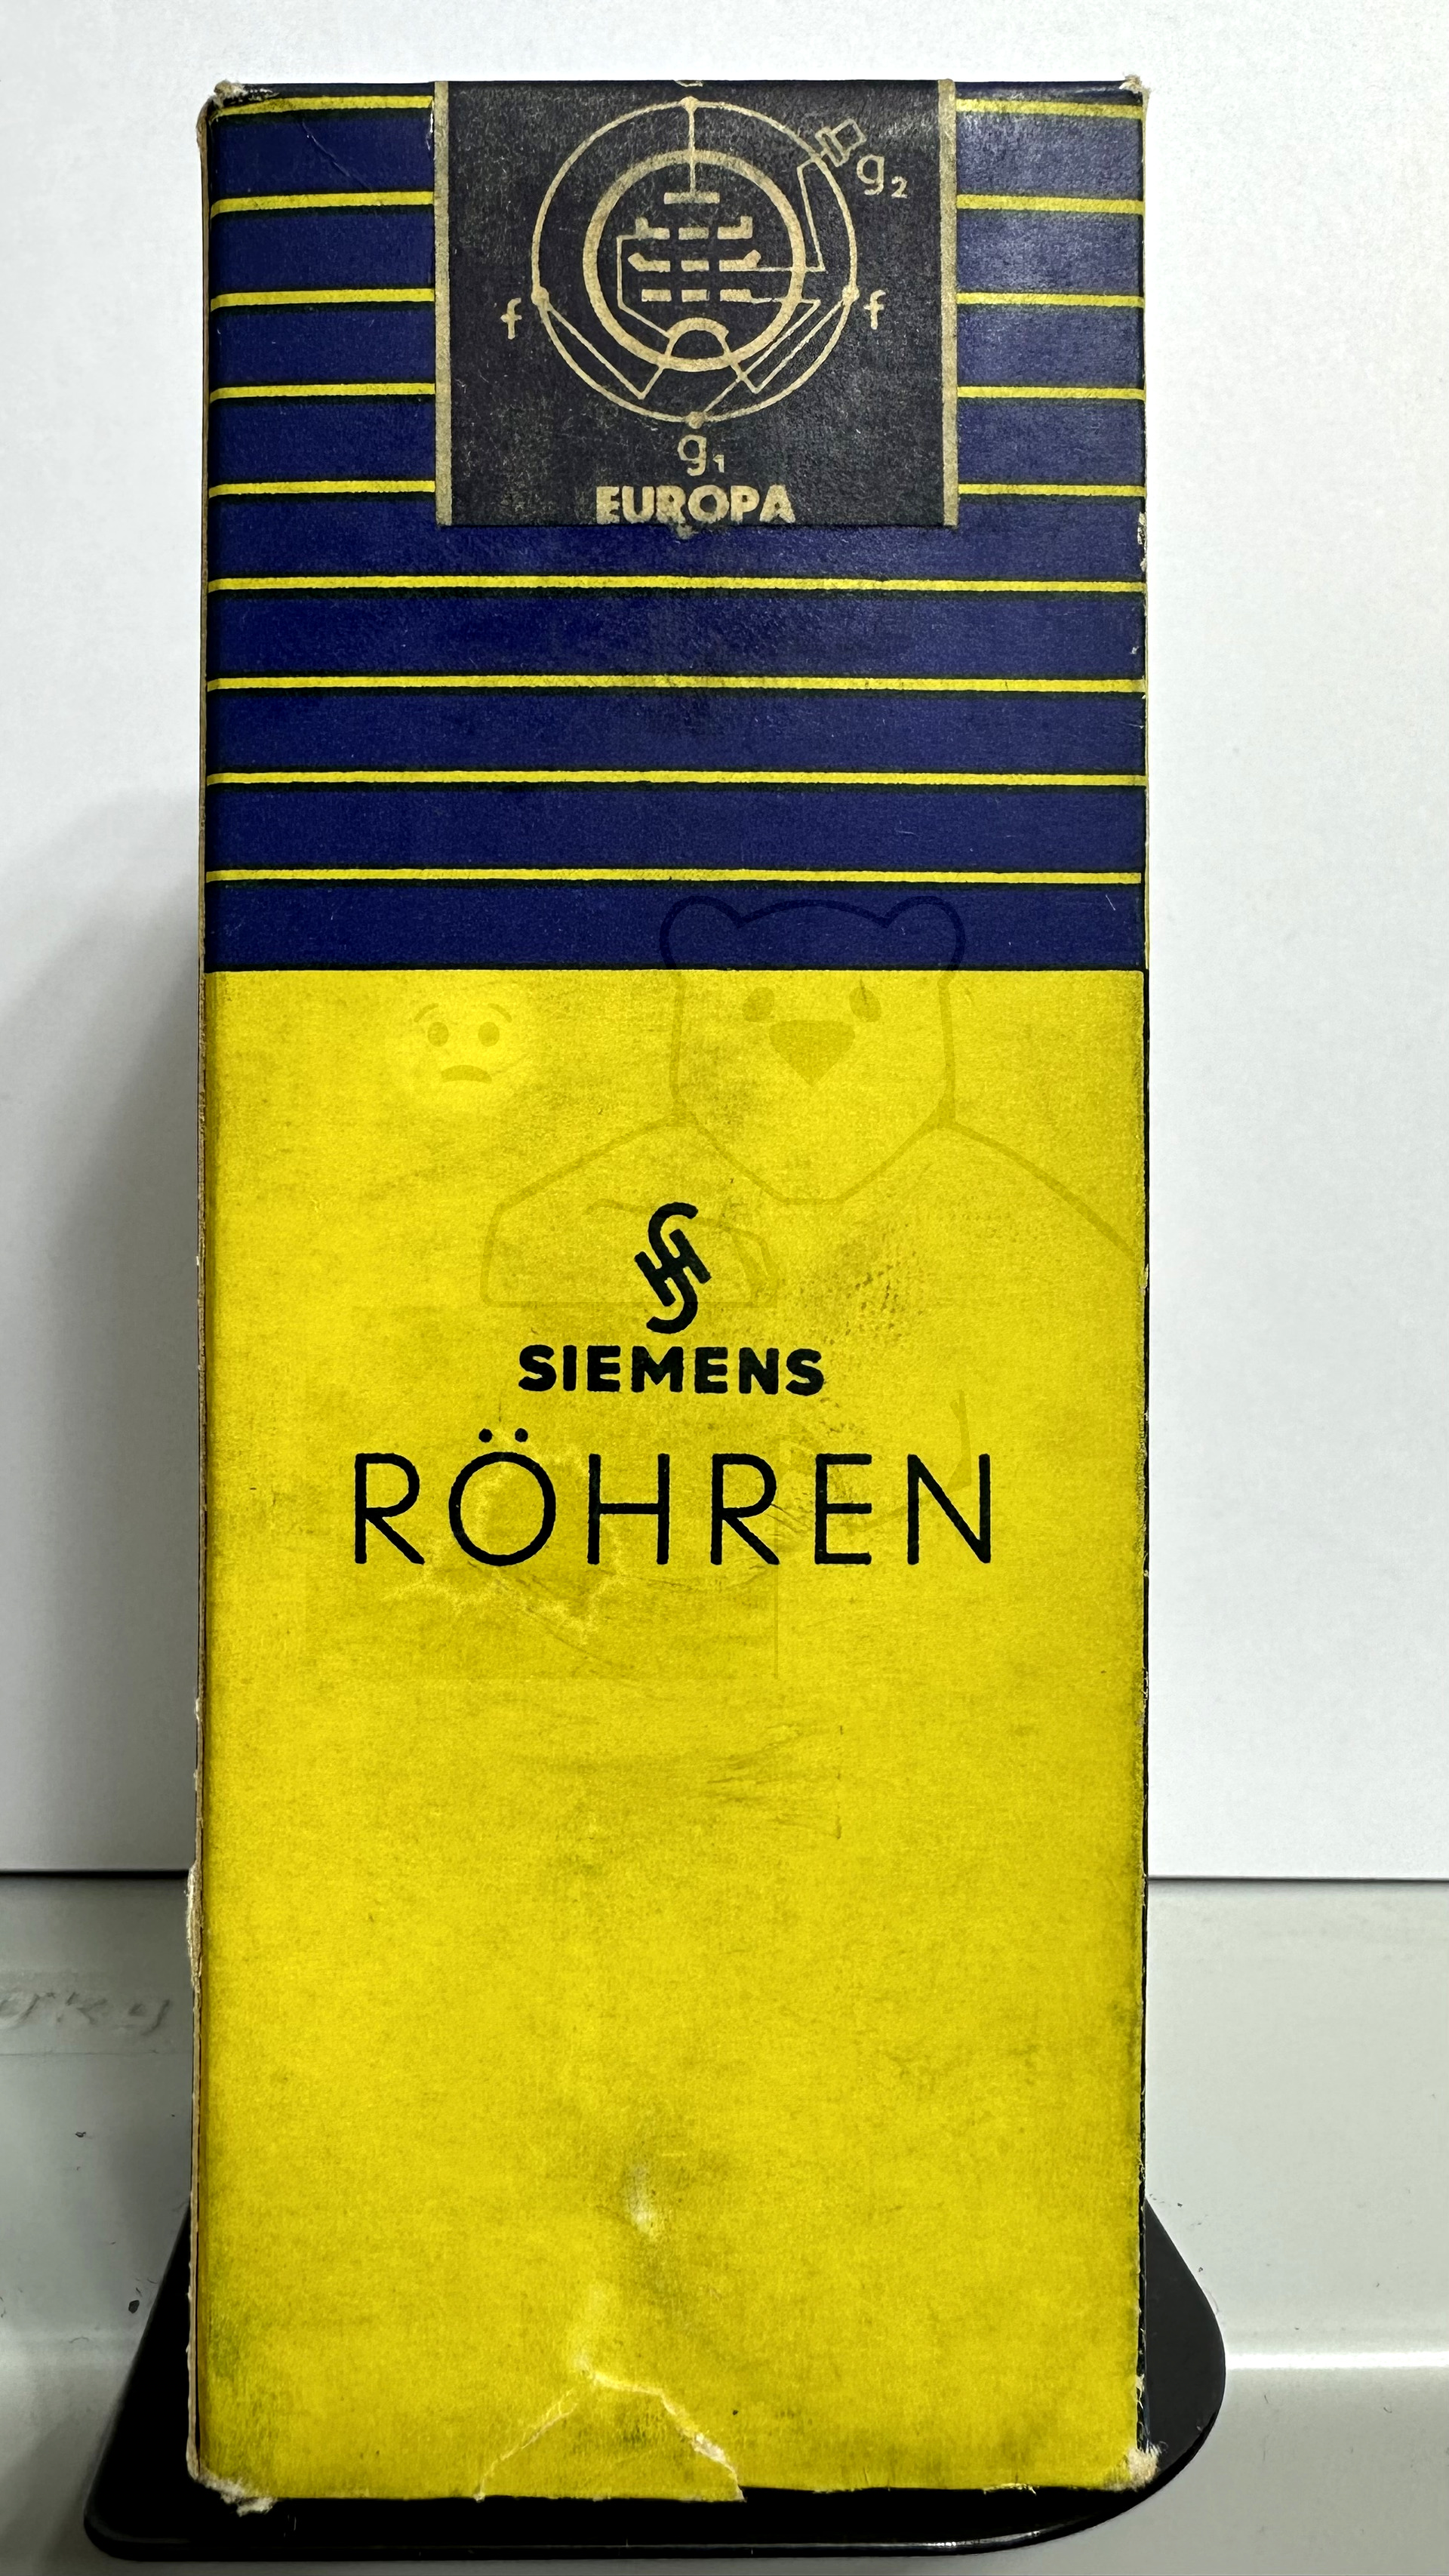 g₂
f f
g₁
EUROPA
SIEMENS
RÖHREN